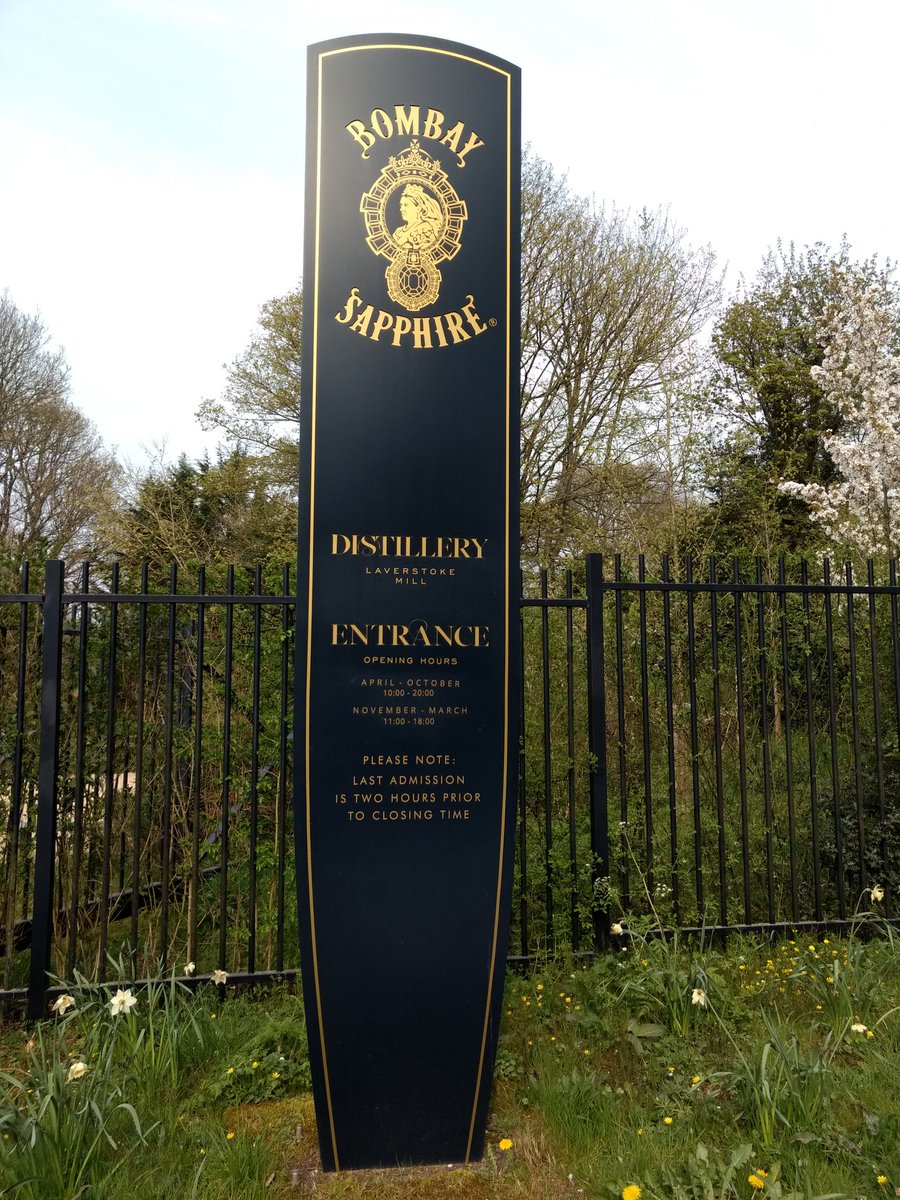 BOMBAY
SAPPHIRE®
DISTILLERY
LAVERSTOKE
MILL
ENTRANCE
OPENING HOURS
APRIL - OCTOBER
10:00 - 20:00
NOVEMBER - MARCH
11:00 - 18:00
PLEASE NOTE:
LAST ADMISSION
IS TWO HOURS PRIOR
TO CLOSING TIME